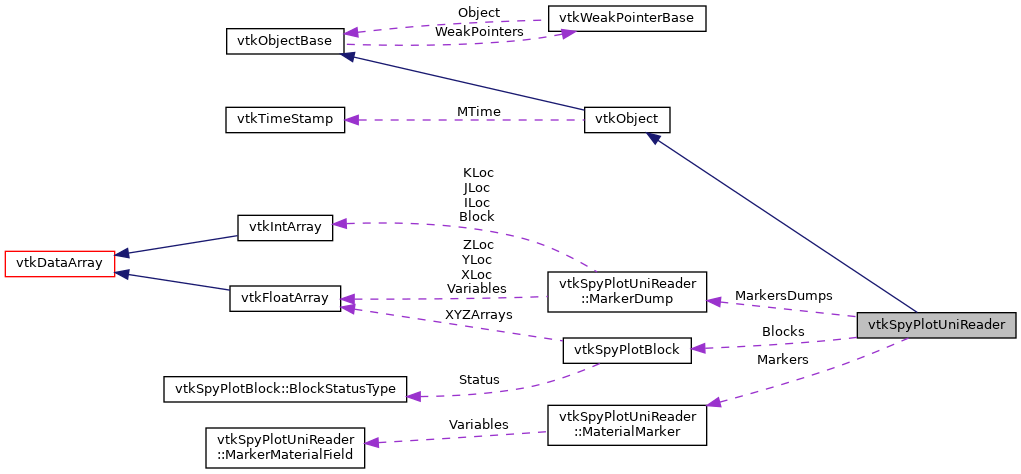 Object
vtkWeakPointerBase
vtkObjectBase
WeakPointers
vtkTimeStamp
MTime
vtkObject
KLoc
JLoc
ILoc
Block
vtkIntArray
vtkDataArray
ZLoc
YLoc
XLoc
Variables
vtkFloatArray
vtkSpyPlotUniReader
::MarkerDump
MarkersDumps
vtkSpyPlotUniReader
XYZArrays
Blocks
vtkSpyPlotBlock
Markers
vtkSpyPlotBlock::BlockStatusType
Status
vtkSpyPlotUniReader
::MaterialMarker
Variables
vtkSpyPlotUniReader
::MarkerMaterialField